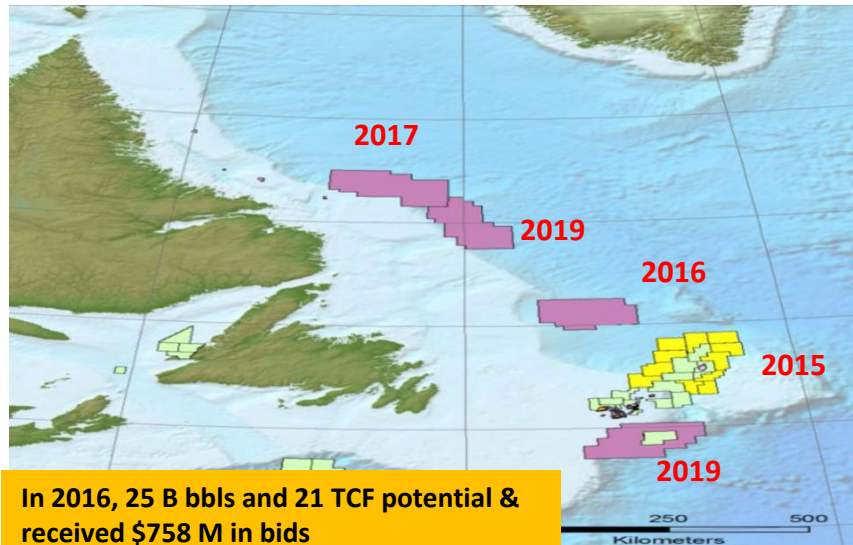 2017
2019
2016
2015
2019
In 2016, 25 B bbls and 21 TCF potential &
received $758 M in bids
250 500
Kilometers